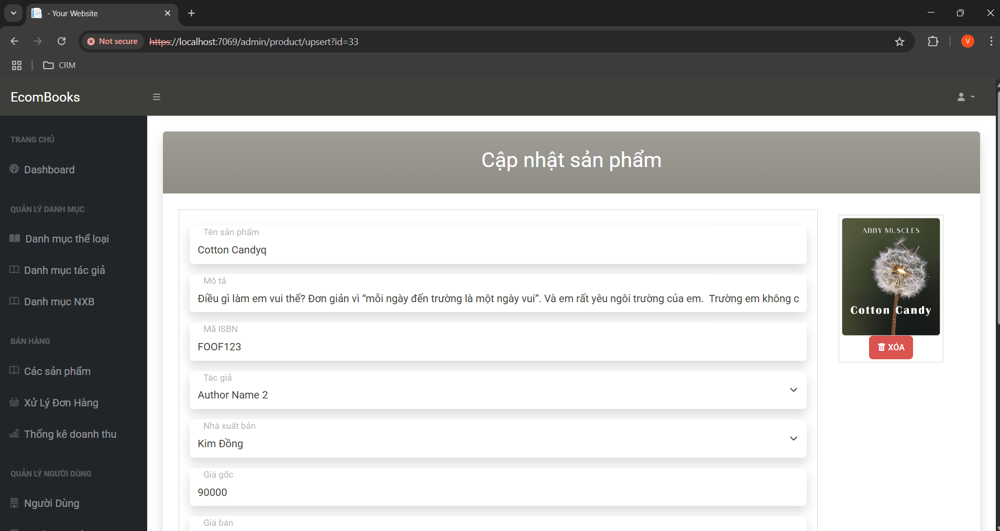 - Your Website
Not secure
https://localhost:7069/admin/product/upsert?id=33
V
CRM
EcomBooks
TRANG CHỦ
Dashboard
QUẢN LÝ DANH MỤC
Danh mục thể loại
Danh mục tác giả
Danh mục NXB
BÁN HÀNG
Các sản phẩm
Xử Lý Đơn Hàng
Thống kê doanh thu
QUẢN LÝ NGƯỜI DÙNG
Người Dùng
Cập nhật sản phẩm
Tên sản phẩm
Cotton Candyq
Mô tả
Điều gì làm em vui thế? Đơn giản vì “mỗi ngày đến trường là một ngày vui”. Và em rất yêu ngôi trường của em.  Trường em không c
Mã ISBN
FOOF123
Tác giả
Author Name 2
Nhà xuất bản
Kim Đồng
Giá gốc
90000
Giá bán
ABBY MUSCLES
Cotton Candy
XÓA